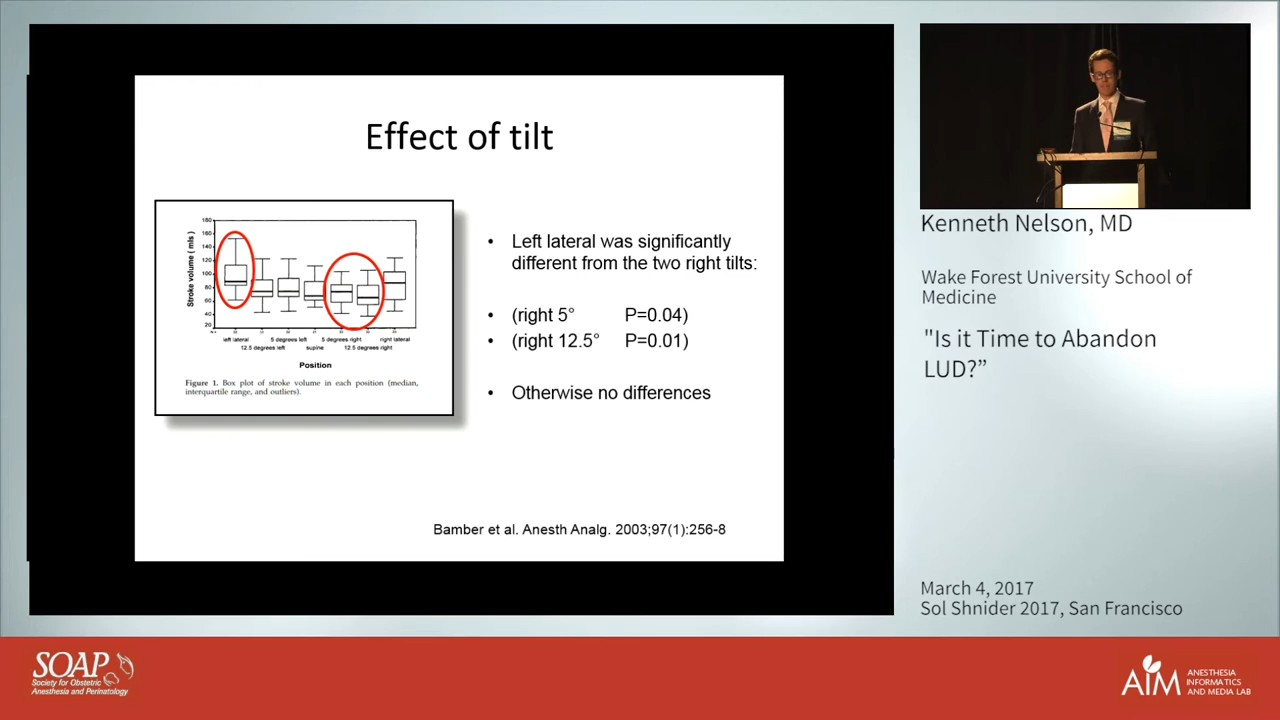 Effect of tilt
Stroke volume ( mls )
180
160
140
120
100
80
60
40
20
left lateral
5 degrees left
5 degrees right
right lateral
12.5 degrees left
supine
12.5 degrees right
Position
Figure 1. Box plot of stroke volume in each position (median,
interquartile range, and outliers).
• Left lateral was significantly
different from the two right tilts:
• (right 5° P=0.04)
• (right 12.5° P=0.01)
• Otherwise no differences
Bamber et al. Anesth Analg. 2003;97(1):256-8
Kenneth Nelson, MD
Wake Forest University School of
Medicine
"Is it Time to Abandon
LUD?”
March 4, 2017
Sol Shnider 2017, San Francisco
SOAP
Society for Obstetric
Anesthesia and Perinatology
AIM
ANESTHESIA
INFORMATICS
AND MEDIA LAB